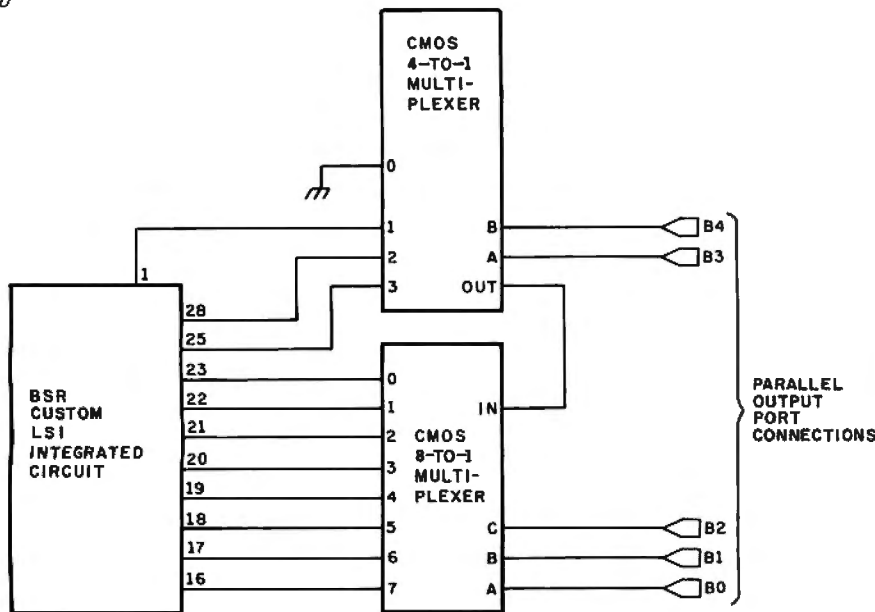 CMOS
4-TO-1
MULTI-
PLEXER
0
1
2
3
B
A
OUT
B4
B3
1
28
25
23
22
21
20
19
18
17
16
BSR
CUSTOM
LSI
INTEGRATED
CIRCUIT
0
1
2
3
4
5
6
7
CMOS
8-TO-1
MULTI-
PLEXER
IN
C
B
A
B2
B1
B0
PARALLEL
OUTPUT
PORT
CONNECTIONS